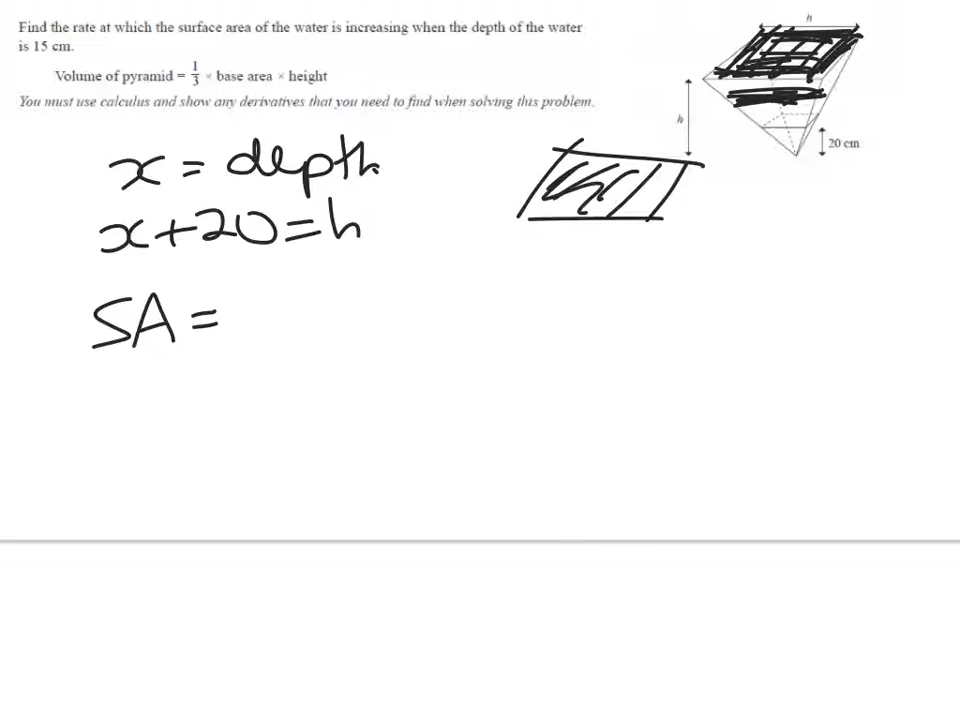 Find the rate at which the surface area of the water is increasing when the depth of the water
is 15 cm.
Volume of pyramid = 1/3 × base area × height
You must use calculus and show any derivatives that you need to find when solving this problem.
h
h
20 cm
x = depth
x+20=h
SA =